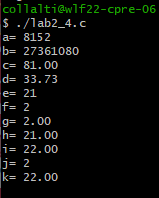 collalti@wlf22-cpre-06
$ ./lab2_4.c
a= 8152
b= 27361080
c= 81.00
d= 33.73
e= 21
f= 2
g= 2.00
h= 21.00
i= 22.00
j= 2
k= 22.00